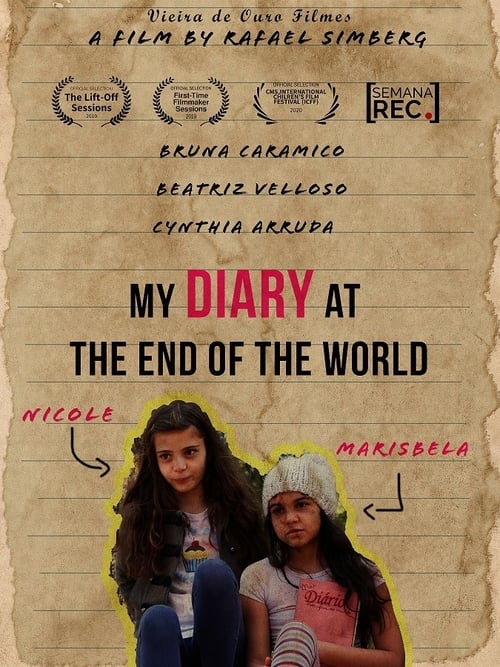 Vieira de Ouro Filmes
A FILM BY RAFAEL SIMBERG
OFFICIAL SELECTION
The Lift-Off
Sessions
2019
OFFICIAL SELECTION
First-Time
Filmmaker
Sessions
2019
OFFICIAL SELECTION
CMS INTERNATIONAL
CHILDREN'S FILM
FESTIVAL (ICFF)
2020
SEMANA
REC.
BRUNA CARAMICO
BEATRIZ VELLOSO
CYNTHIA ARRUDA
MY DIARY AT
THE END OF THE WORLD
NICOLE
MARISBELA
Diário